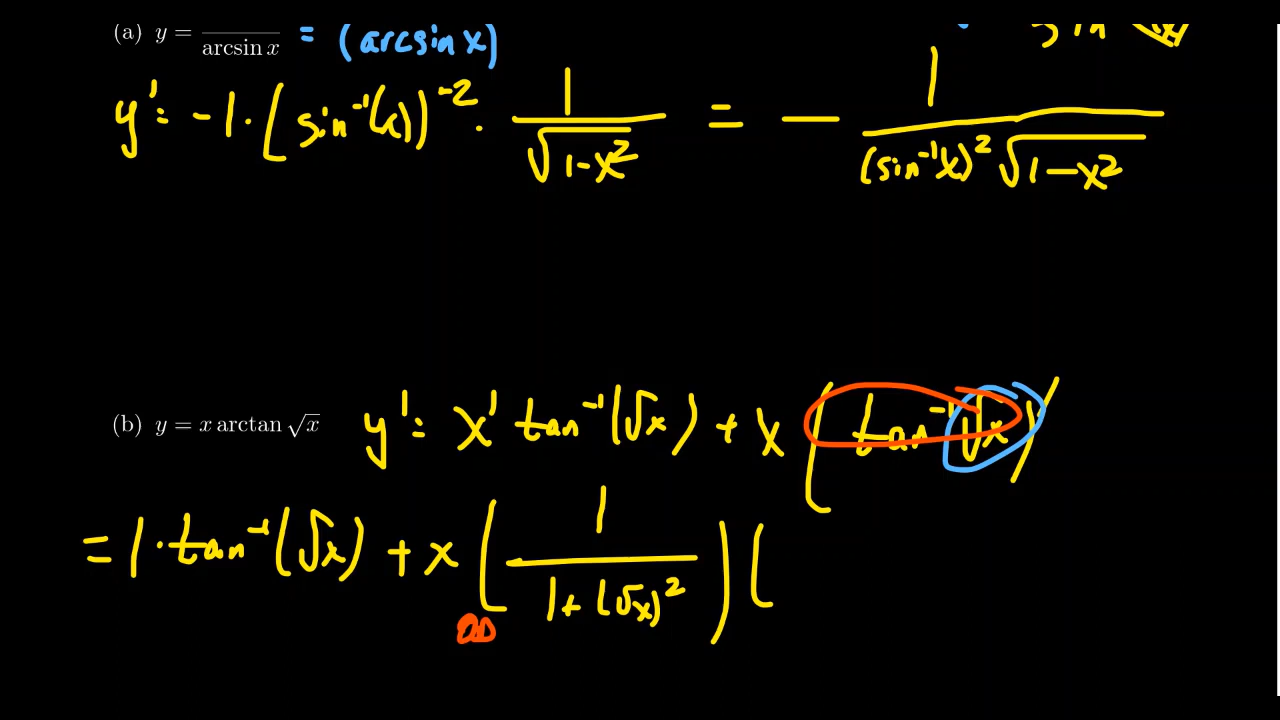 (a) y = ― / arcsin x = (arcsin x)
y' = -1 · [sin⁻¹(x))⁻² · 1/√(1-x²) = - 1/((sin⁻¹x)² √(1-x²))
(b) y = x arctan √x y' = x' tan⁻¹(√x) + x (tan⁻¹ √x)'
= 1 · tan⁻¹(√x) + x (1/(1+(√x)²)) (